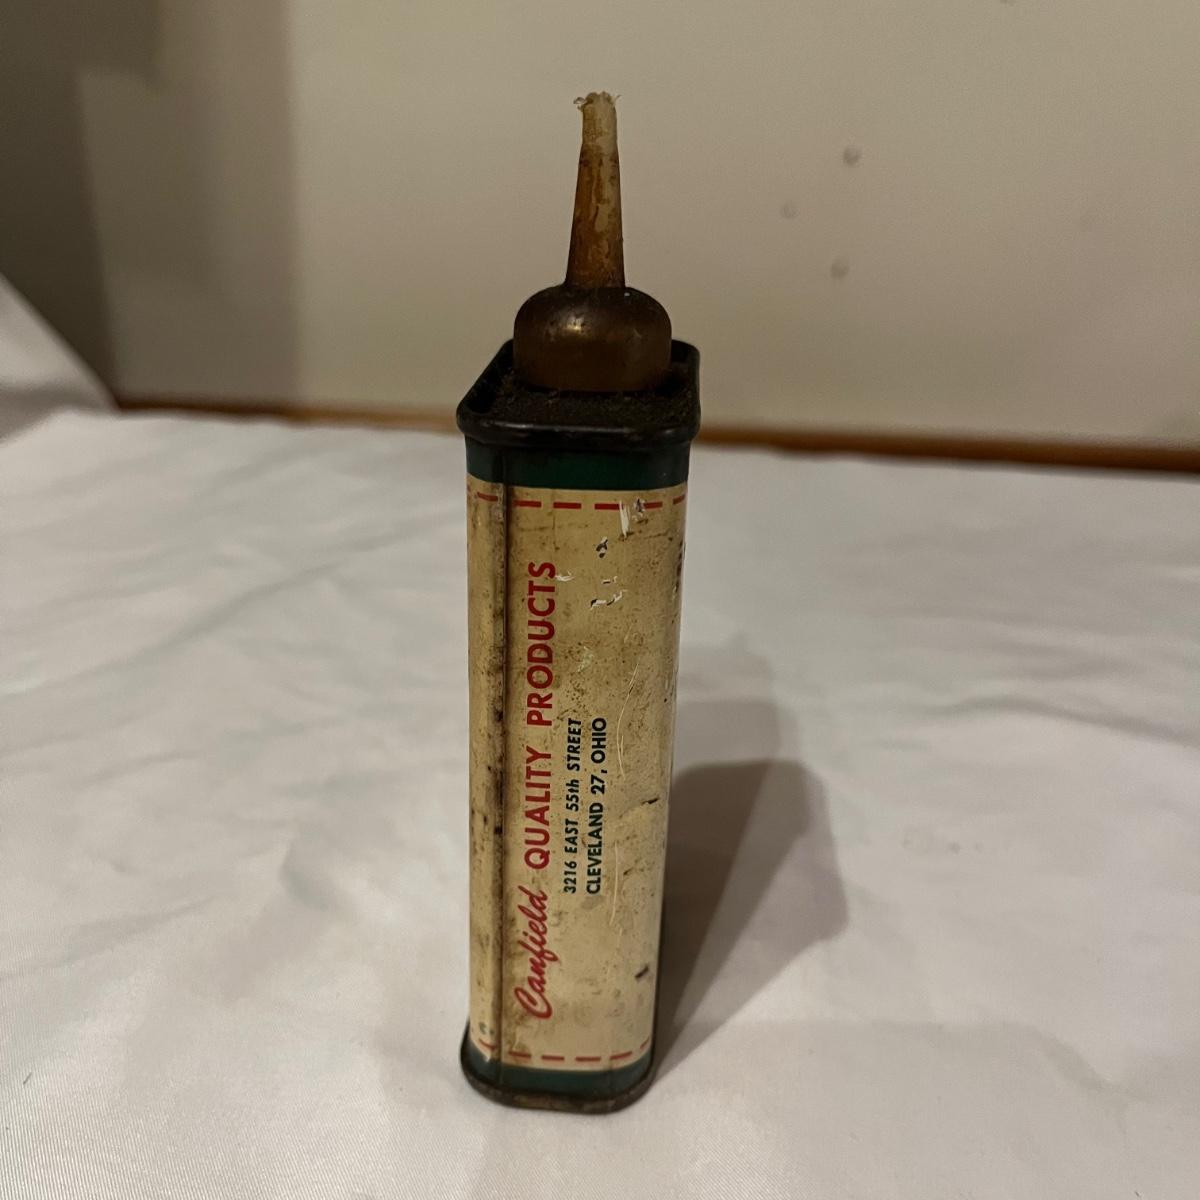 Canfield QUALITY PRODUCTS
3216 EAST 55th STREET
CLEVELAND 27, OHIO